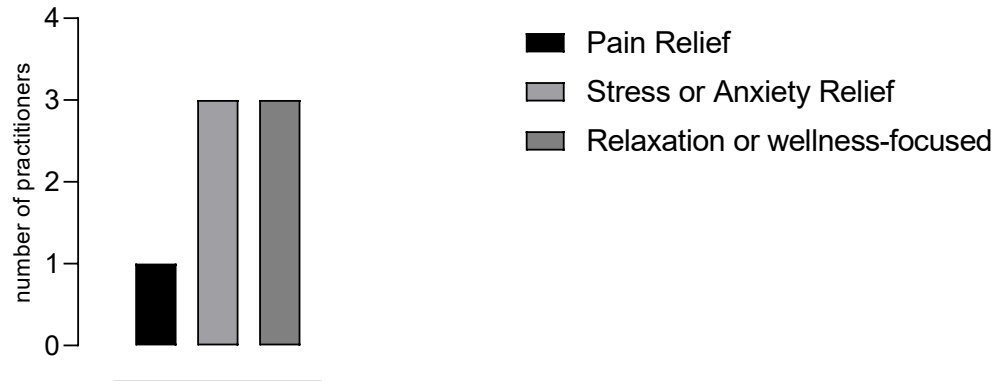 4
3
2
1
0
number of practitioners
Pain Relief
Stress or Anxiety Relief
Relaxation or wellness-focused